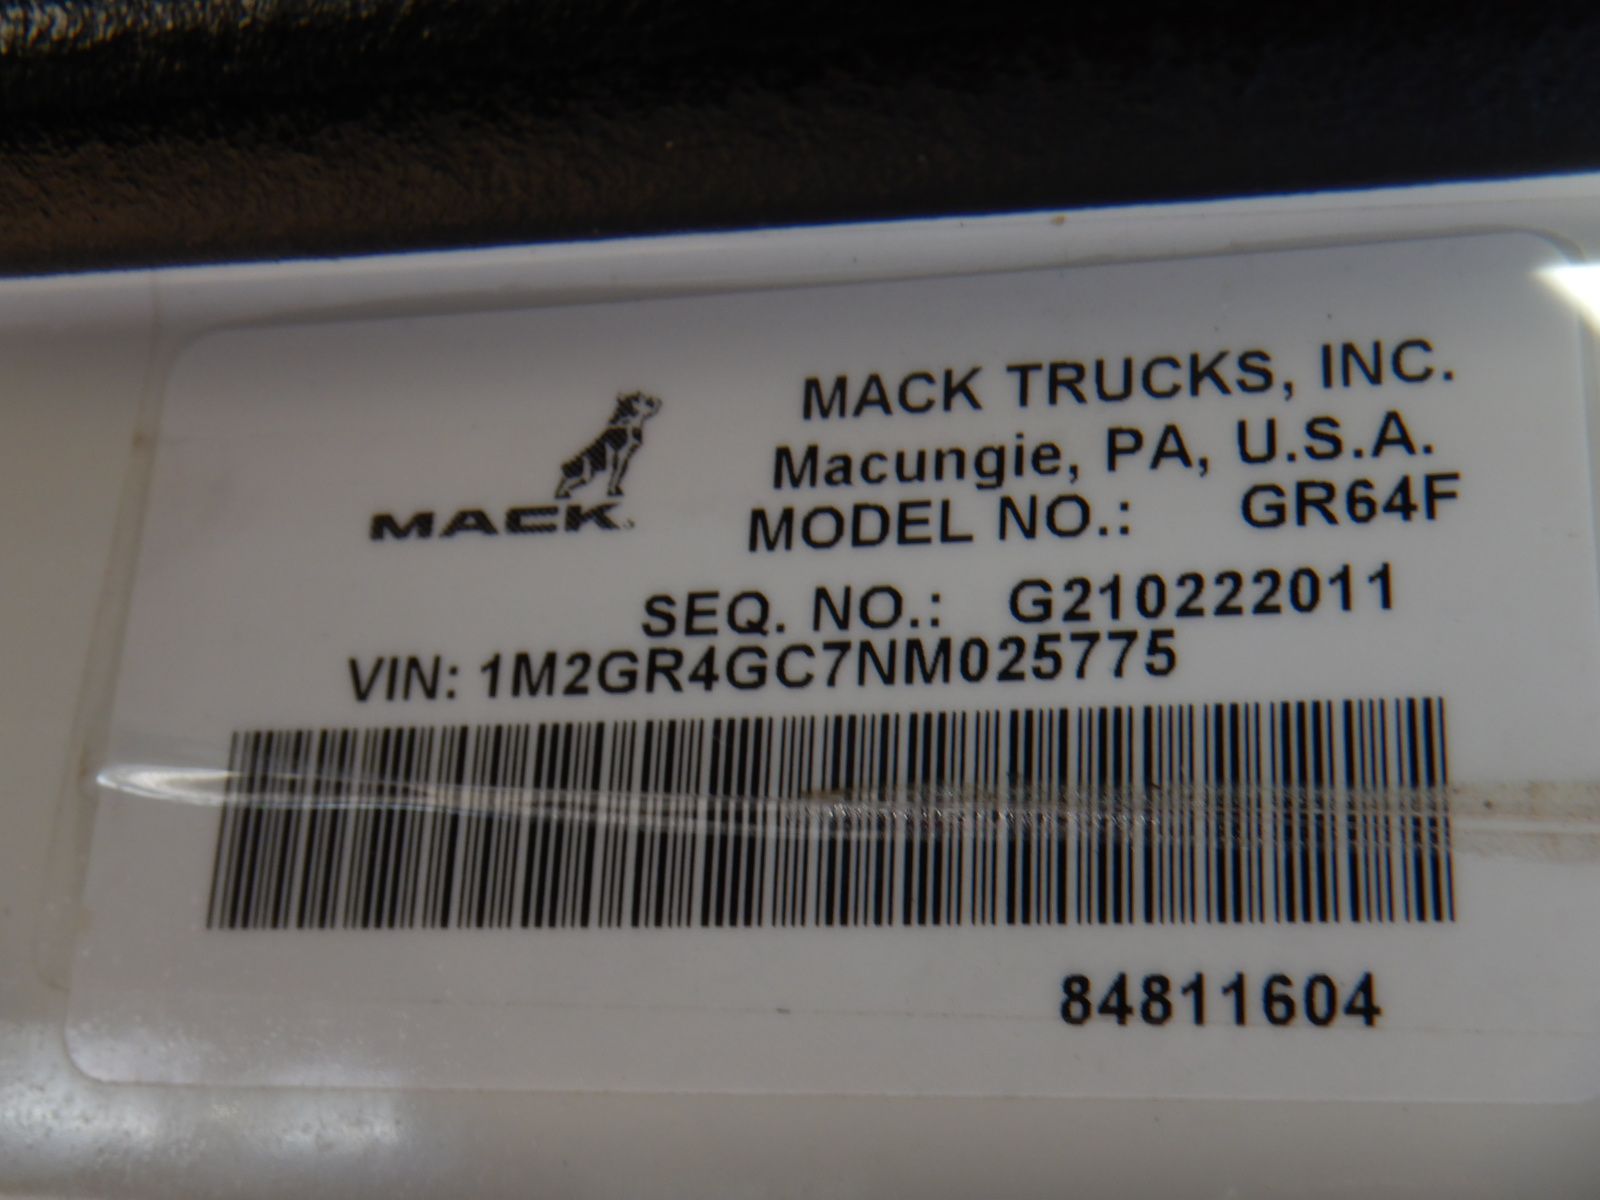 MACK TRUCKS, INC.
Macungie, PA, U.S.A.
MACK
MODEL NO.: GR64F
SEQ. NO.: G210222011
VIN: 1M2GR4GC7NM025775
84811604